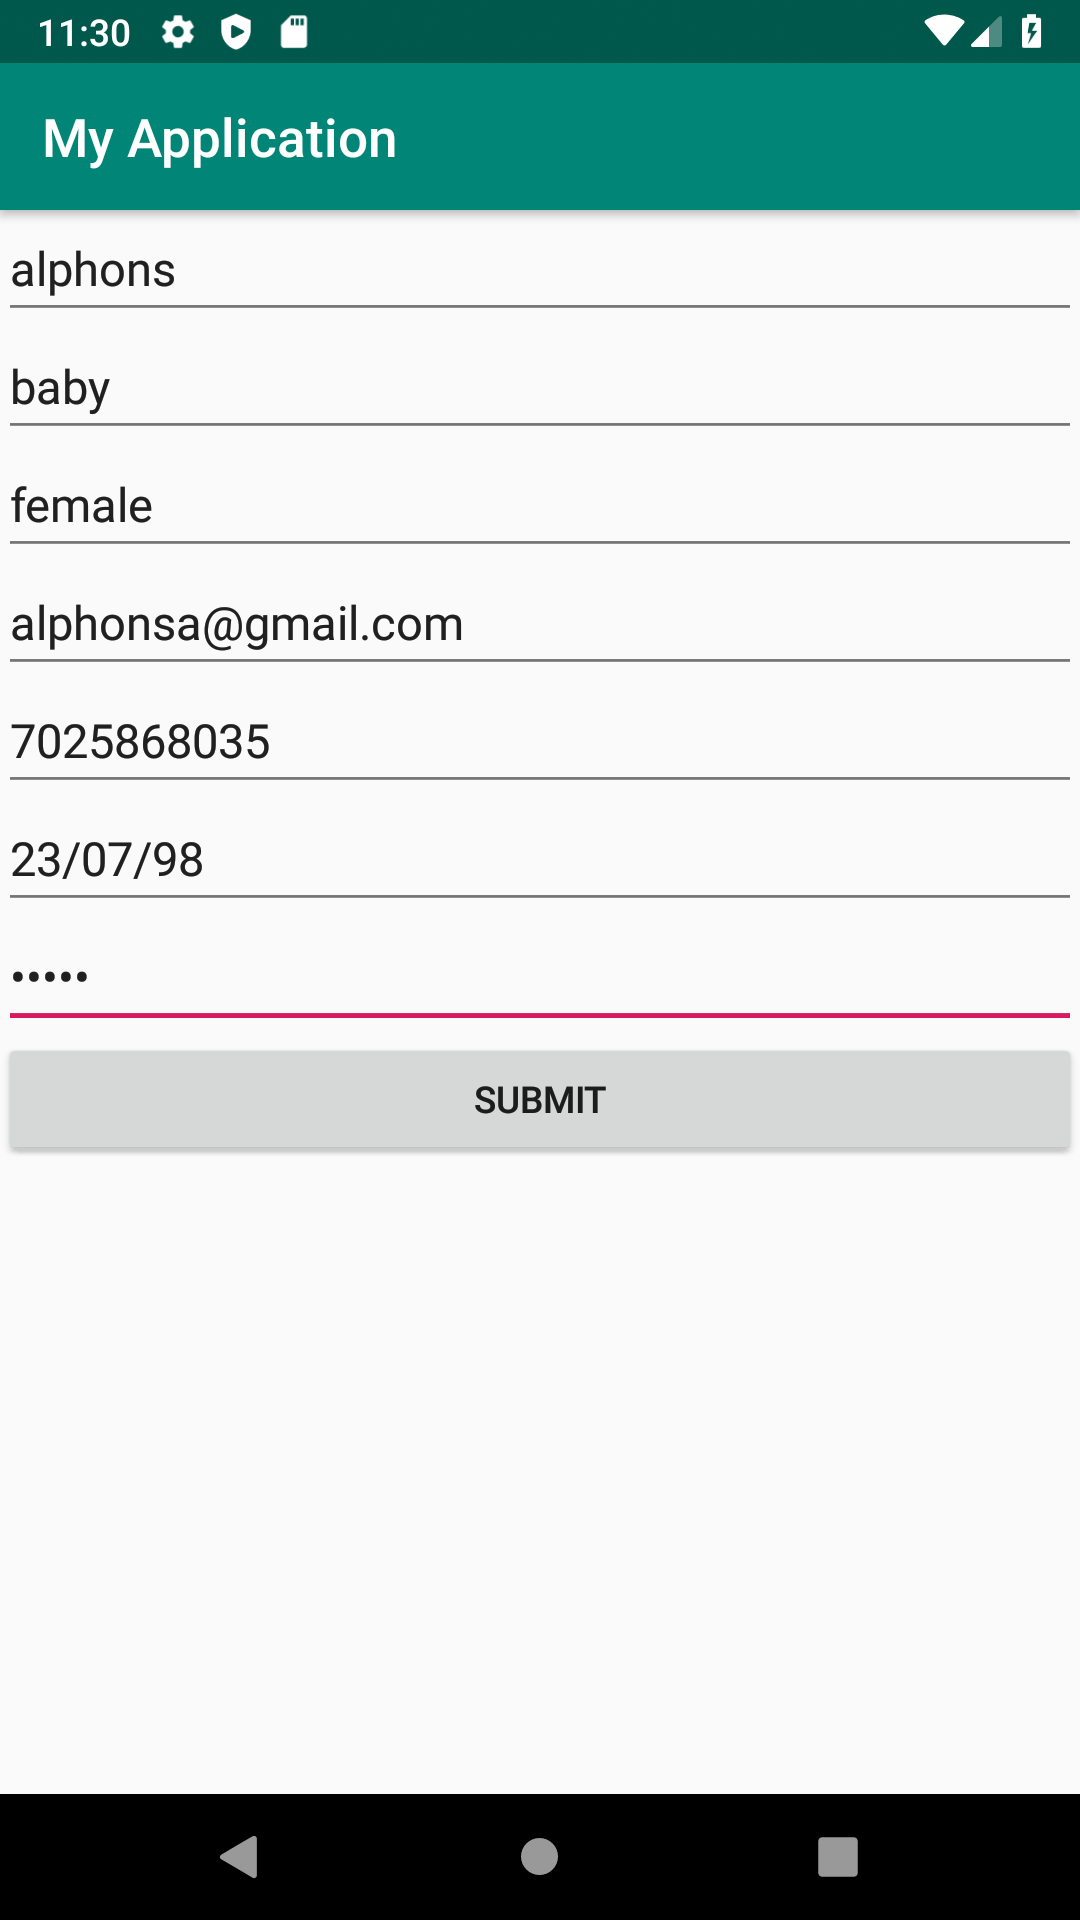 11:30
My Application
alphons
baby
female
alphonsa@gmail.com
7025868035
23/07/98
•••••
SUBMIT